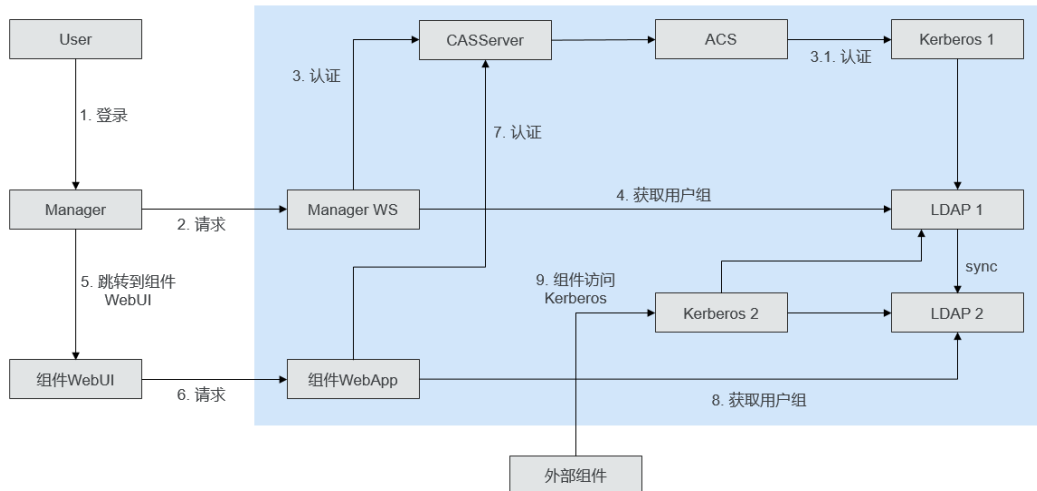 User
CASServer
ACS
Kerberos 1
3. 认证
3.1. 认证
1. 登录
7. 认证
Manager
Manager WS
4. 获取用户组
LDAP 1
2. 请求
5. 跳转到组件
WebUI
9. 组件访问
Kerberos
sync
Kerberos 2
LDAP 2
组件WebUI
组件WebApp
6. 请求
8. 获取用户组
外部组件